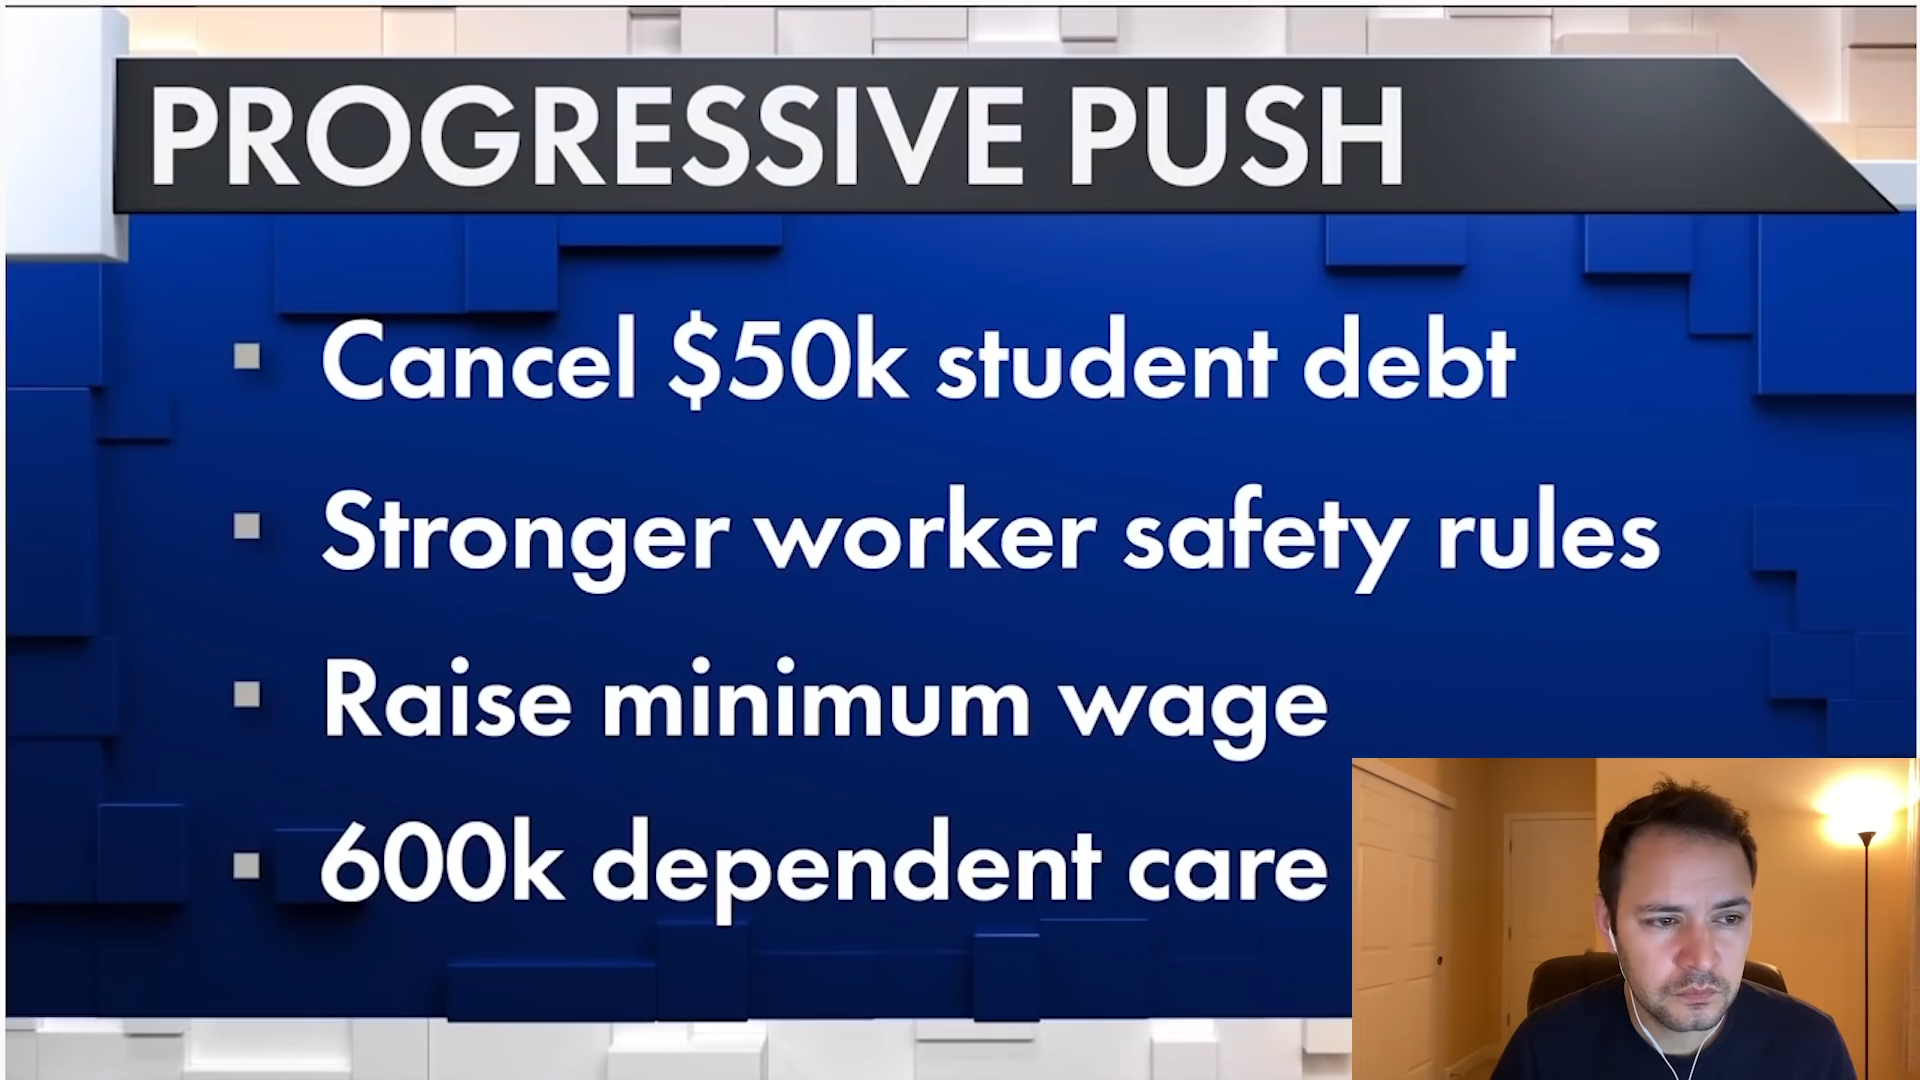 PROGRESSIVE PUSH
Cancel $50k student debt
Stronger worker safety rules
Raise minimum wage
600k dependent care